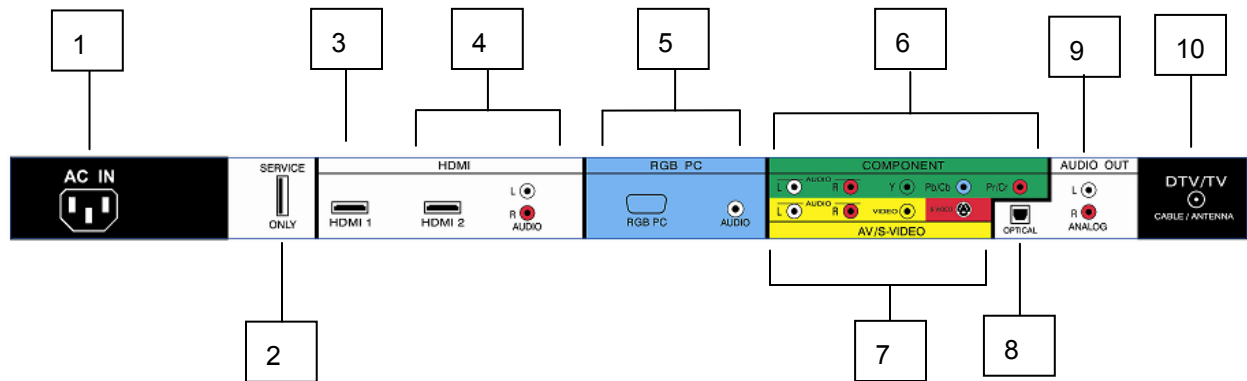 1
3
4
5
6
9
10
AC IN
SERVICE
ONLY
HDMI
HDMI 1
HDMI 2
L
R
AUDIO
RGB PC
RGB PC
AUDIO
COMPONENT
L AUDIO R Y Pb/Cb Pr/Cr
L AUDIO R VIDEO S-VIDEO
AV/S-VIDEO
OPTICAL
AUDIO OUT
L
R
ANALOG
DTV/TV
CABLE / ANTENNA
2
7
8